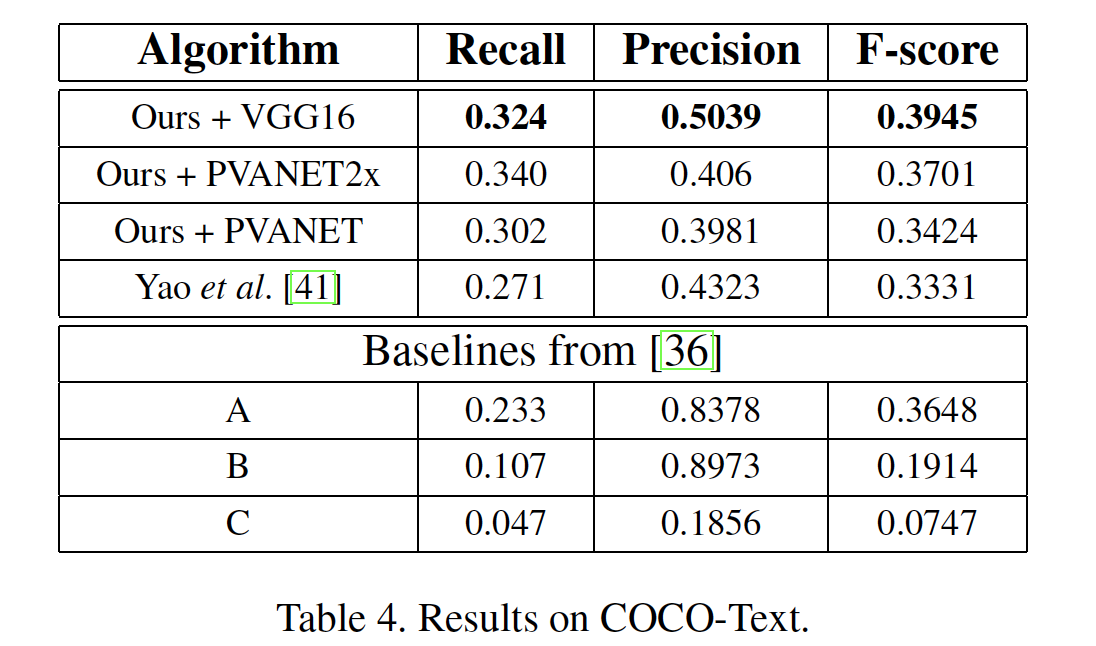 Algorithm Recall Precision F-score
Ours + VGG16 0.324 0.5039 0.3945
Ours + PVANET2x 0.340 0.406 0.3701
Ours + PVANET 0.302 0.3981 0.3424
Yao et al. [41] 0.271 0.4323 0.3331
Baselines from [36]
A 0.233 0.8378 0.3648
B 0.107 0.8973 0.1914
C 0.047 0.1856 0.0747
Table 4. Results on COCO-Text.